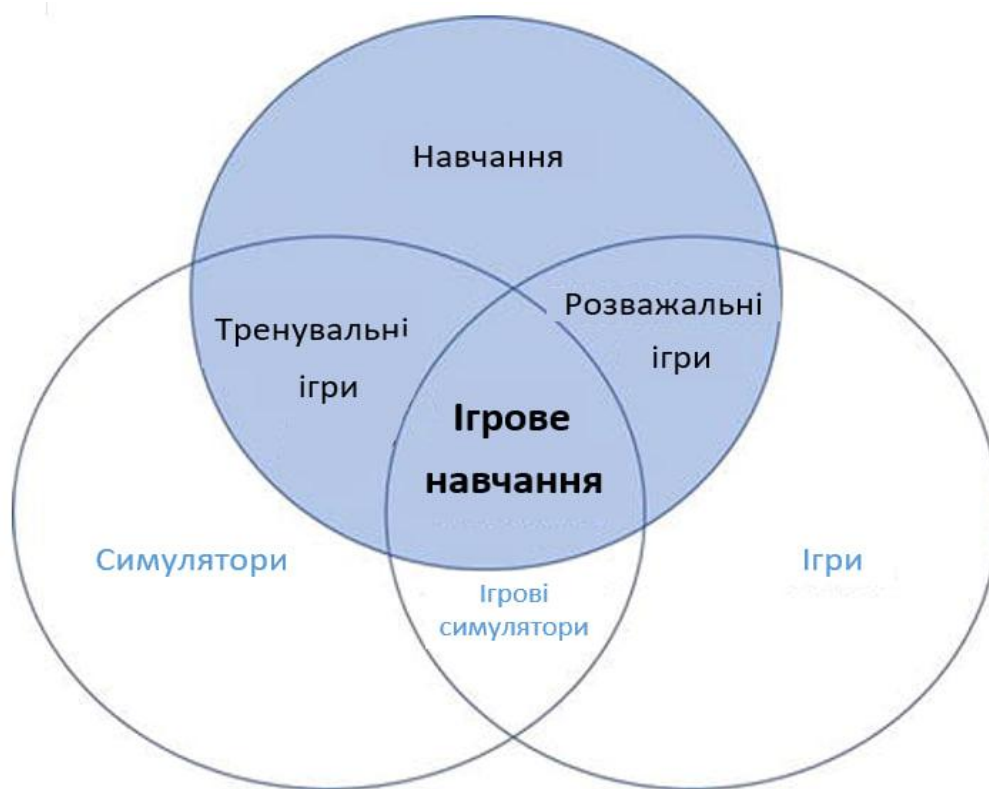 Навчання
Тренувальні
ігри
Розважальні
ігри
Ігрове
навчання
Симулятори
Ігрові
симулятори
Ігри